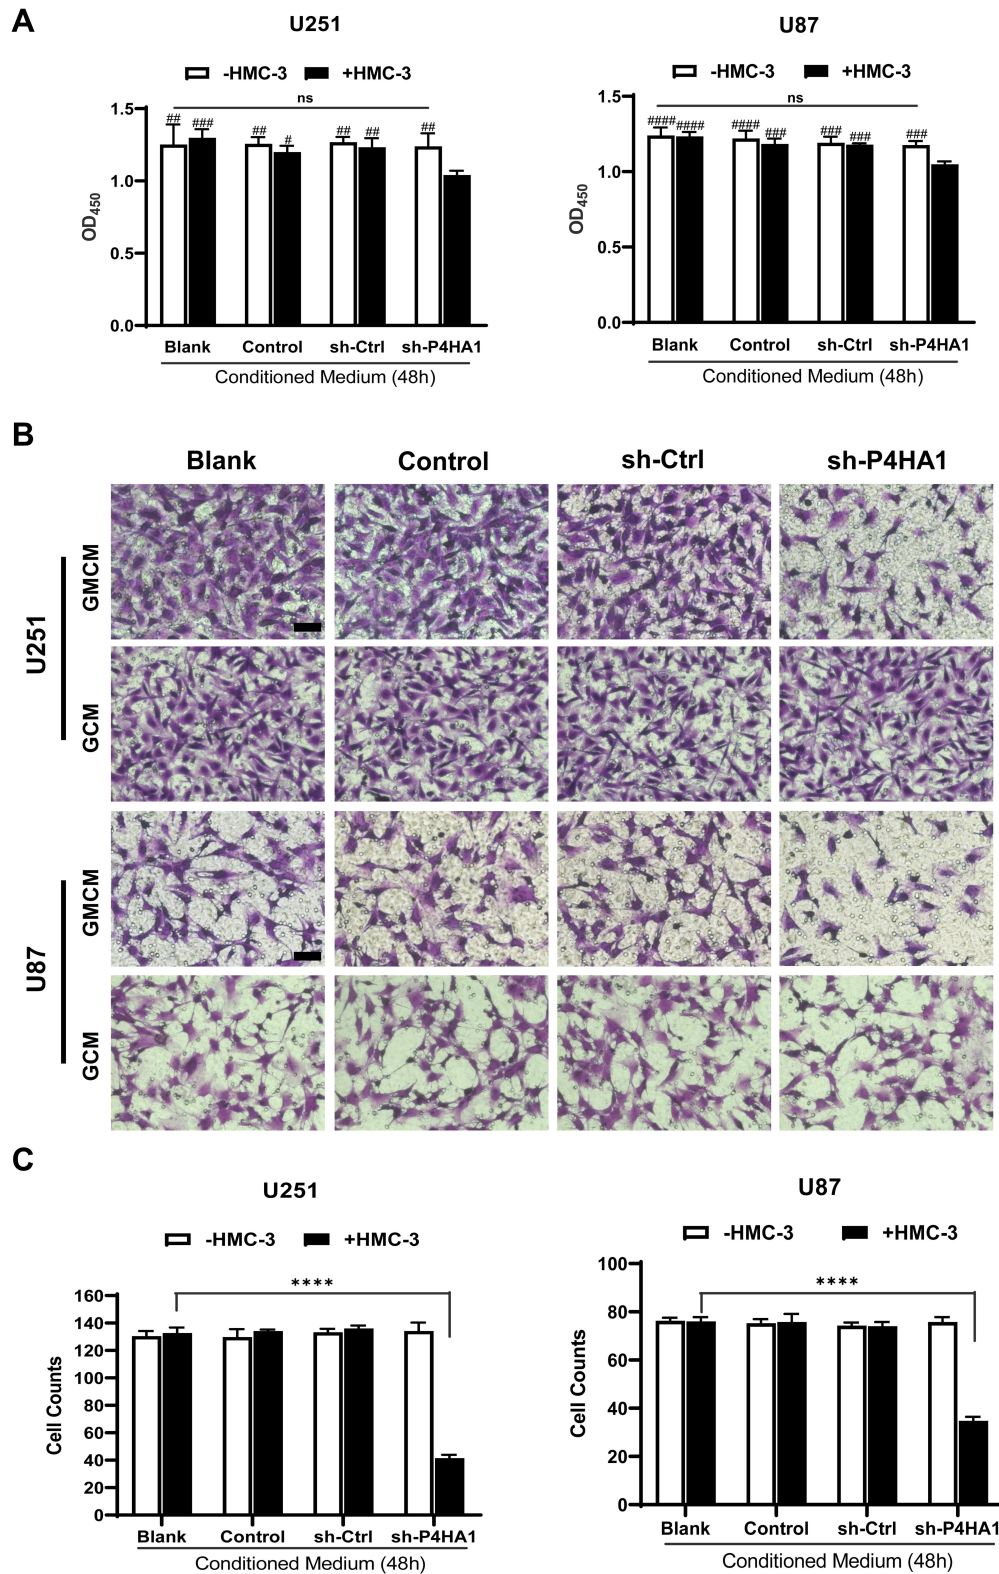 A
U251
-HMC-3 +HMC-3
ns
## ### ## # ## ## ##
1.5
1.0
0.5
0.0
OD450
Blank Control sh-Ctrl sh-P4HA1
Conditioned Medium (48h)
U87
-HMC-3 +HMC-3
ns
#### #### #### ### ### ### ###
1.5
1.0
0.5
0.0
OD450
Blank Control sh-Ctrl sh-P4HA1
Conditioned Medium (48h)
B
Blank Control sh-Ctrl sh-P4HA1
U251
GMCM
GCM
U87
GMCM
GCM
C
U251
-HMC-3 +HMC-3
****
160
140
120
100
80
60
40
20
0
Cell Counts
Blank Control sh-Ctrl sh-P4HA1
Conditioned Medium (48h)
U87
-HMC-3 +HMC-3
****
100
80
60
40
20
0
Cell Counts
Blank Control sh-Ctrl sh-P4HA1
Conditioned Medium (48h)